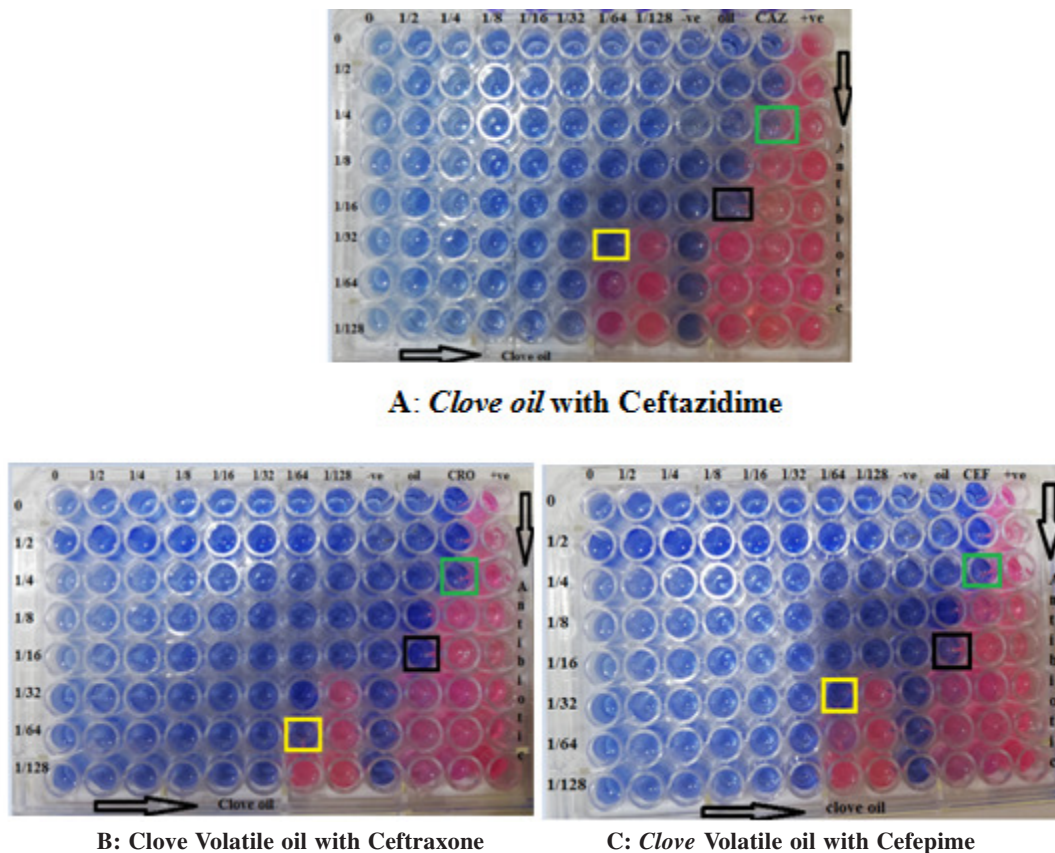 0 1/2 1/4 1/8 1/16 1/32 1/64 1/128 -ve oil CAZ +ve
0
1/2
1/4
1/8
1/16
1/32
1/64
1/128
Antibiotic
Clove oil
A: Clove oil with Ceftazidime
0 1/2 1/4 1/8 1/16 1/32 1/64 1/128 -ve oil CRO +ve
0
1/2
1/4
1/8
1/16
1/32
1/64
1/128
Antibiotic
Clove oil
B: Clove Volatile oil with Ceftraxone
0 1/2 1/4 1/8 1/16 1/32 1/64 1/128 -ve oil CEF +ve
0
1/2
1/4
1/8
1/16
1/32
1/64
1/128
Antibiotic
clove oil
C: Clove Volatile oil with Cefepime